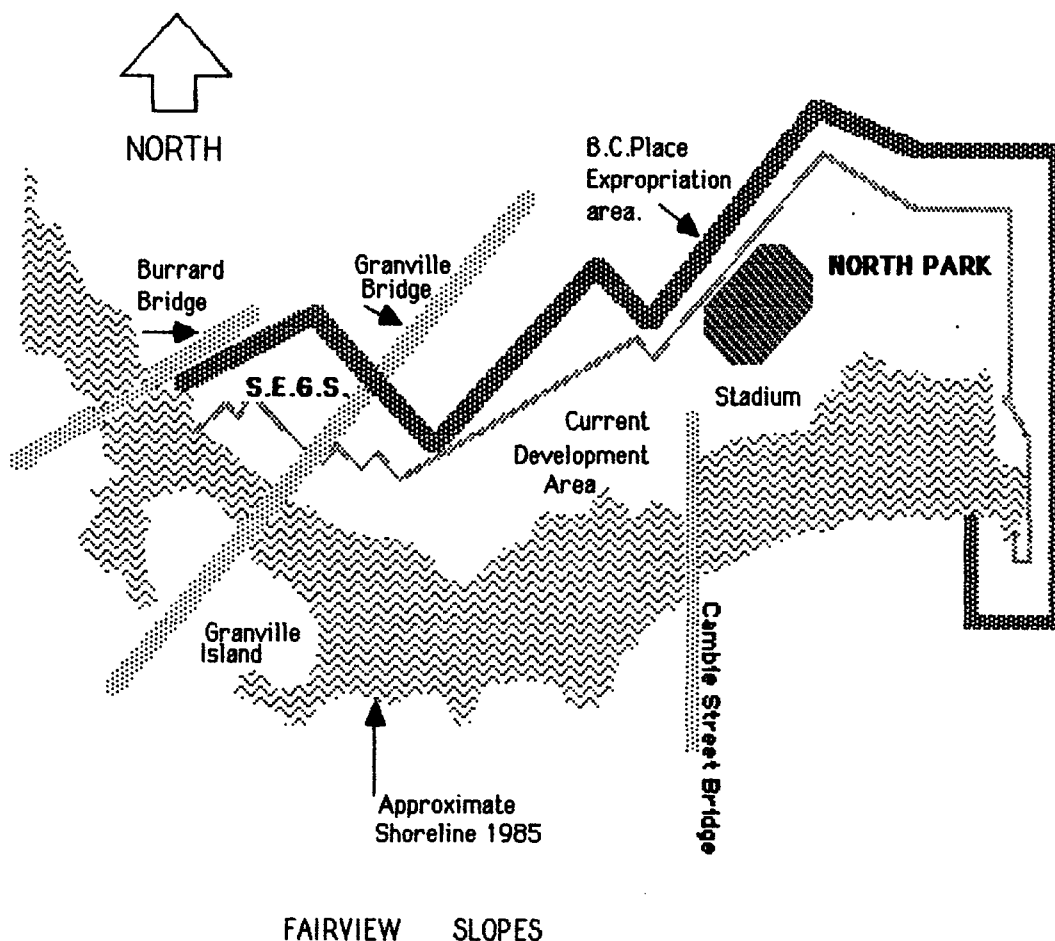 NORTH
B.C.Place
Expropriation
area.
Burrard
Bridge
Granville
Bridge
NORTH PARK
S.E.G.S.
Stadium
Current
Development
Area
Granville
Island
Camble Street Bridge
Approximate
Shoreline 1985
FAIRVIEW SLOPES